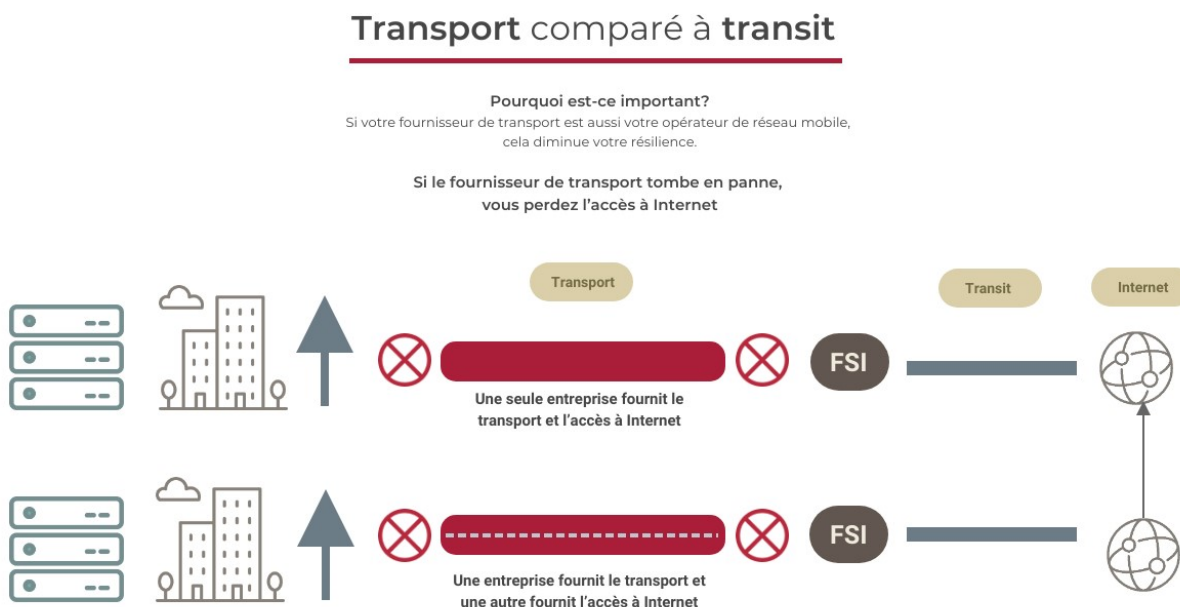 Transport comparé à transit
Pourquoi est-ce important?
Si votre fournisseur de transport est aussi votre opérateur de réseau mobile,
cela diminue votre résilience.
Si le fournisseur de transport tombe en panne,
vous perdez l’accès à Internet
Transport
Transit
Internet
FSI
Une seule entreprise fournit le
transport et l’accès à Internet
FSI
Une entreprise fournit le transport et
une autre fournit l’accès à Internet